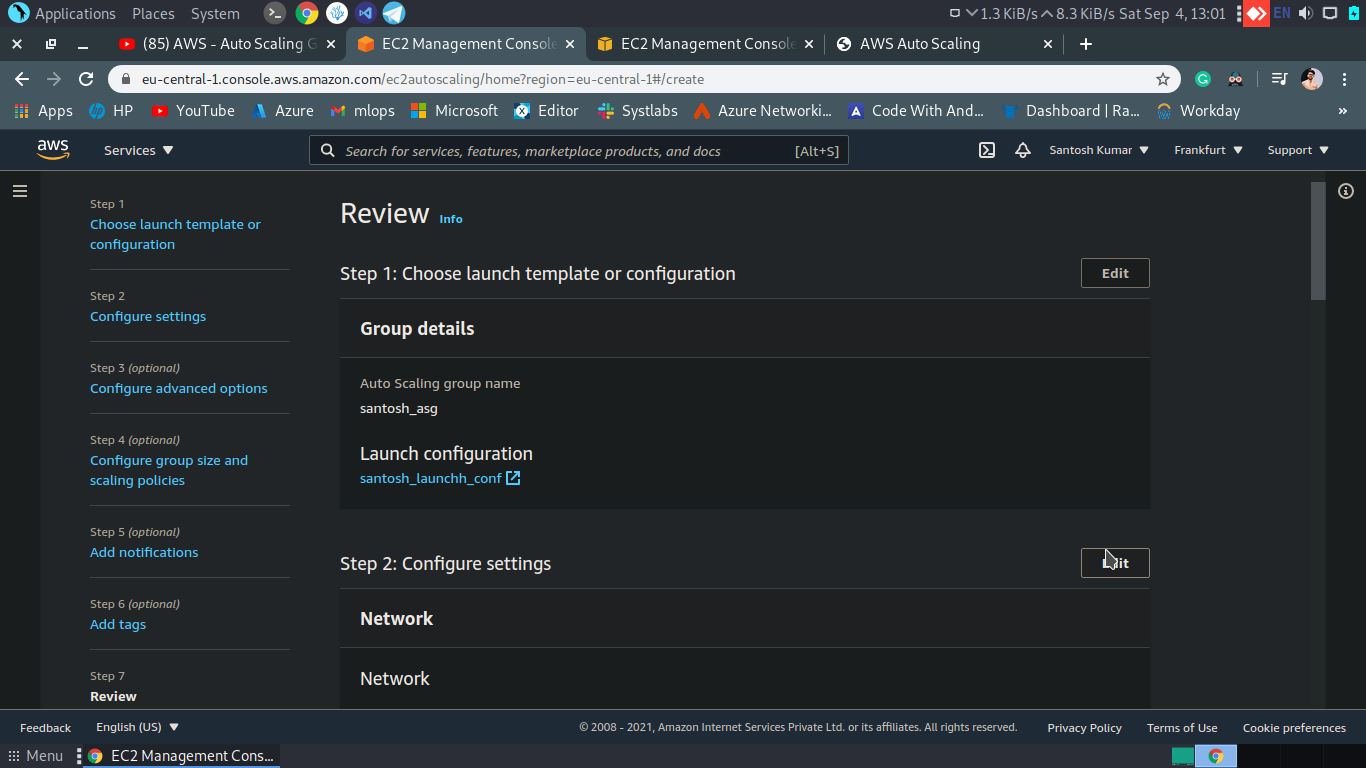 Applications Places System 1.3 KiB/s 8.3 KiB/s Sat Sep 4, 13:01 EN
(85) AWS - Auto Scaling G EC2 Management Console EC2 Management Console AWS Auto Scaling
eu-central-1.console.aws.amazon.com/ec2autoscaling/home?region=eu-central-1#/create
Apps HP YouTube Azure mlops Microsoft Editor Systlabs Azure Networki... Code With And... Dashboard | Ra... Workday »
aws Services Search for services, features, marketplace products, and docs [Alt+S] Santosh Kumar Frankfurt Support
Step 1
Choose launch template or
configuration
Step 2
Configure settings
Step 3 (optional)
Configure advanced options
Step 4 (optional)
Configure group size and
scaling policies
Step 5 (optional)
Add notifications
Step 6 (optional)
Add tags
Step 7
Review
Review Info
Step 1: Choose launch template or configuration Edit
Group details
Auto Scaling group name
santosh_asg
Launch configuration
santosh_launchh_conf
Step 2: Configure settings Edit
Network
Network
Feedback English (US) © 2008 - 2021, Amazon Internet Services Private Ltd. or its affiliates. All rights reserved. Privacy Policy Terms of Use Cookie preferences
Menu EC2 Management Cons...